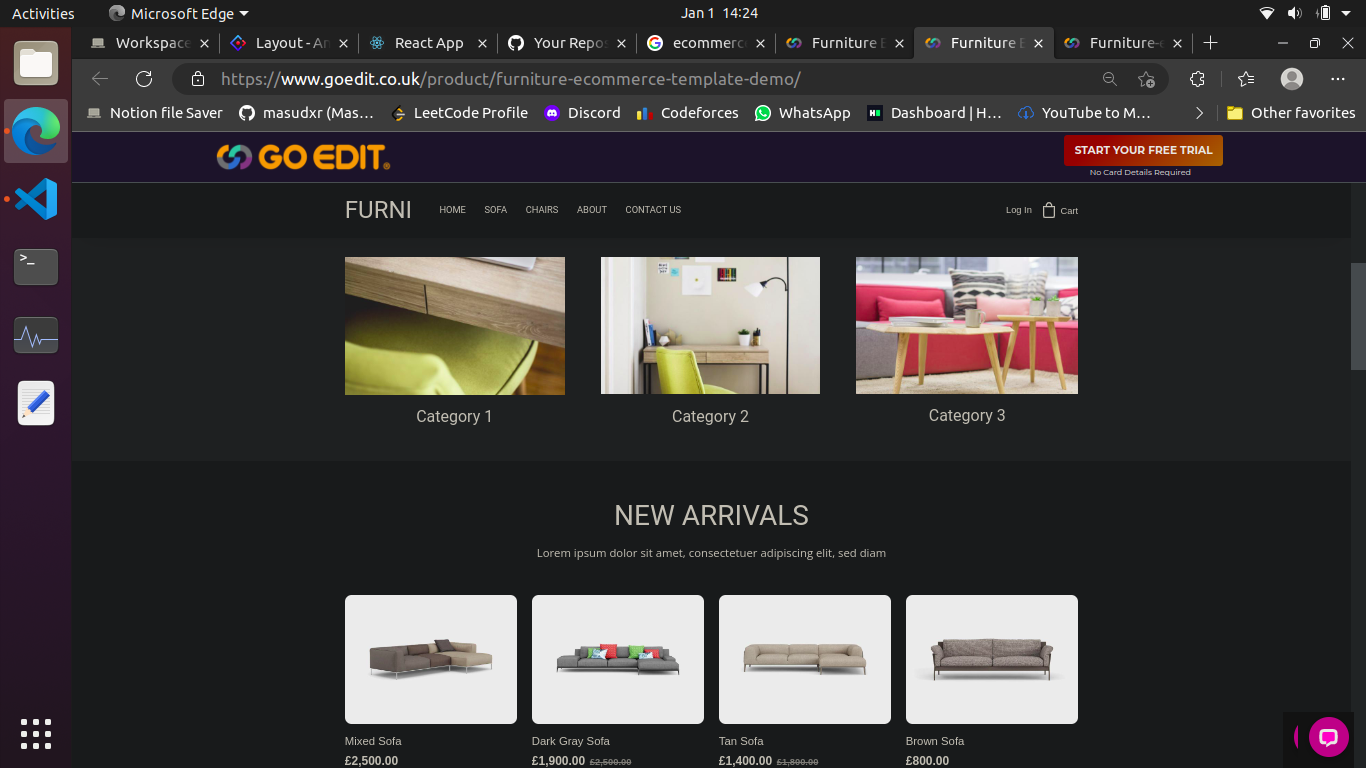 Activities
Microsoft Edge
Jan 1 14:24
Workspace
Layout - An
React App
Your Repos
ecommerc
Furniture E
Furniture E
Furniture-e
https://www.goedit.co.uk/product/furniture-ecommerce-template-demo/
Notion file Saver
masudxr (Mas...
LeetCode Profile
Discord
Codeforces
WhatsApp
Dashboard | H...
YouTube to M...
Other favorites
GO EDIT®
START YOUR FREE TRIAL
No Card Details Required
FURNI
HOME
SOFA
CHAIRS
ABOUT
CONTACT US
Log In
Cart
Category 1
Category 2
Category 3
NEW ARRIVALS
Lorem ipsum dolor sit amet, consectetuer adipiscing elit, sed diam
Mixed Sofa
Dark Gray Sofa
Tan Sofa
Brown Sofa
£2,500.00
£1,900.00 £2,500.00
£1,400.00 £1,800.00
£800.00